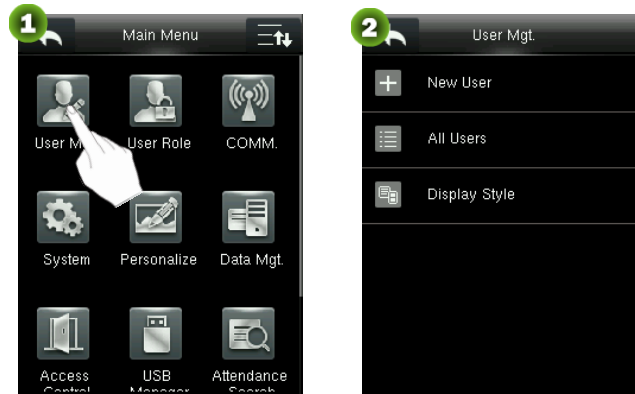 1
Main Menu
User M
User Role
COMM.
System
Personalize
Data Mgt.
Access
Control
USB
Manager
Attendance
Search
2
User Mgt.
New User
All Users
Display Style